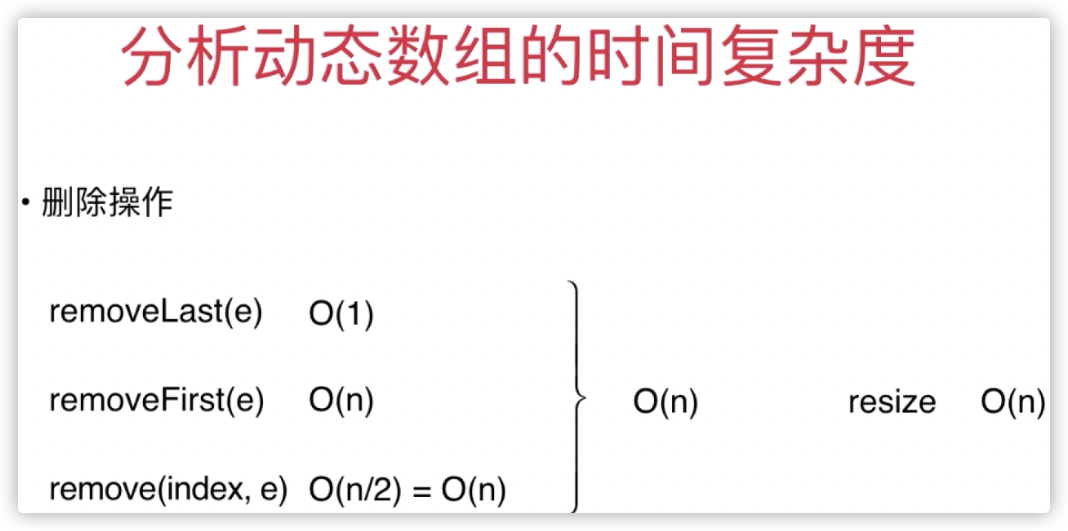 分析动态数组的时间复杂度
• 删除操作
removeLast(e) O(1)
removeFirst(e) O(n)
O(n) resize O(n)
remove(index, e) O(n/2) = O(n)